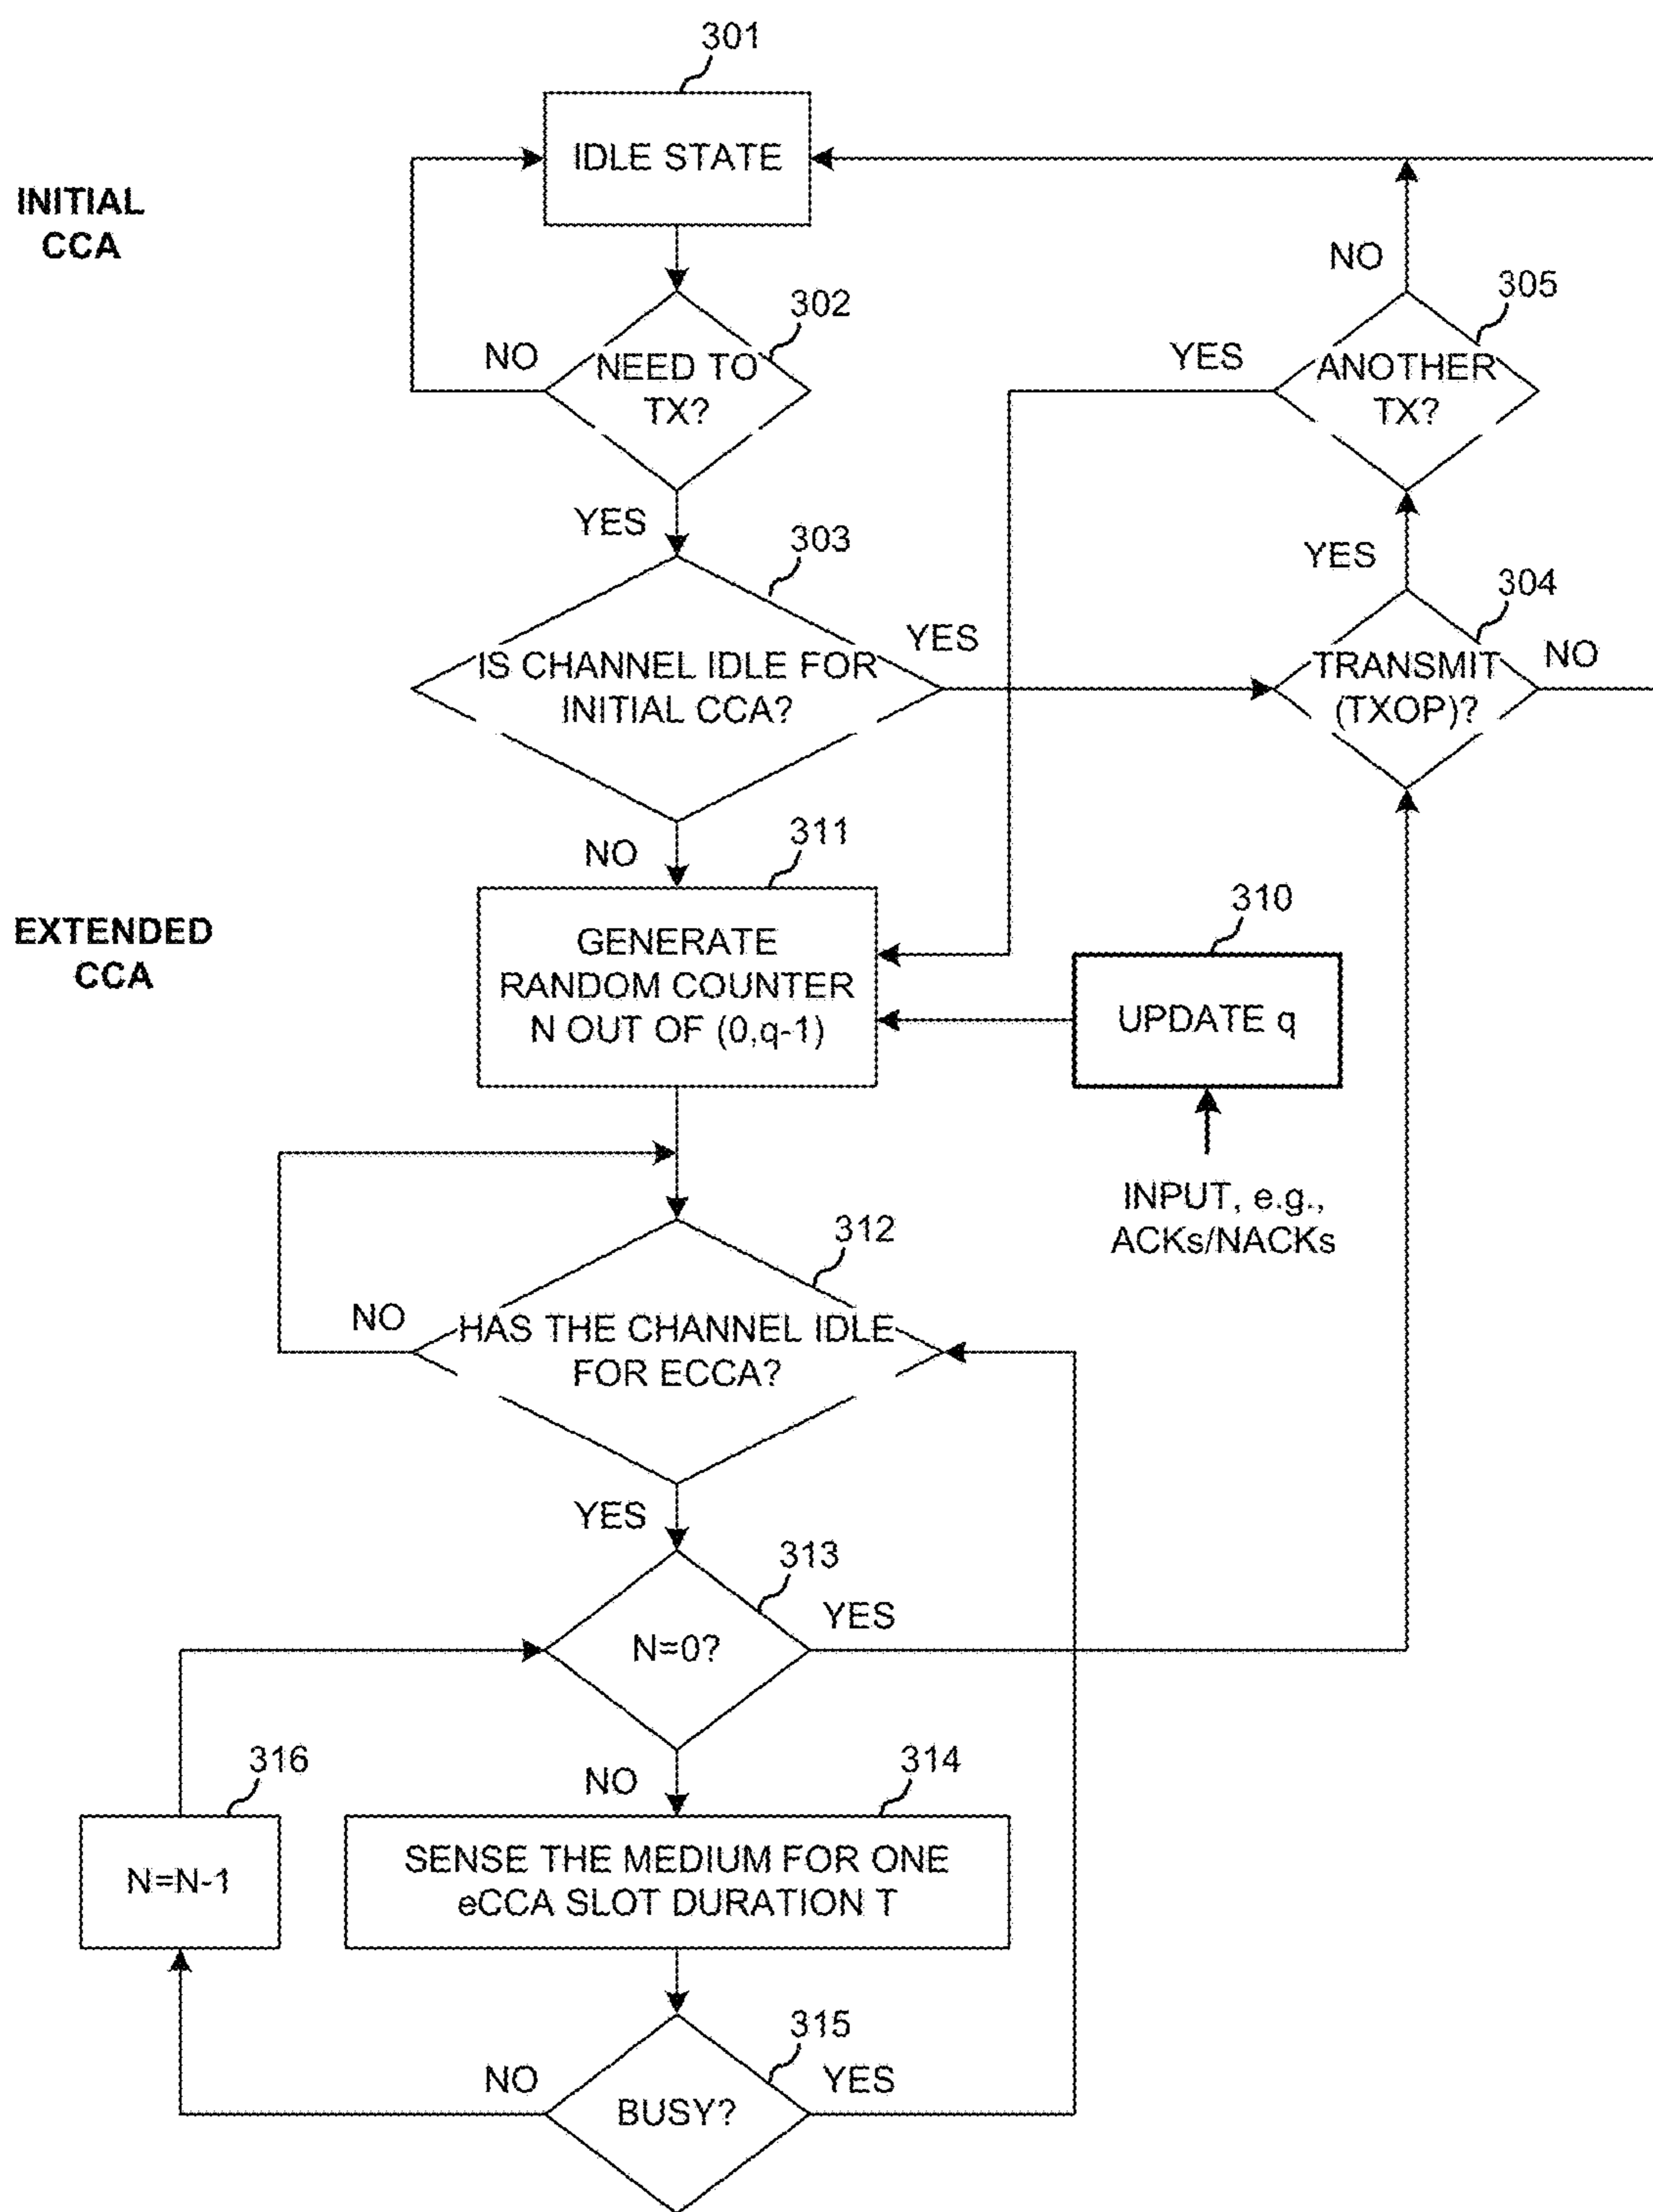 301
IDLE STATE
INITIAL
CCA
302
NO
NEED TO
TX?
NO
305
YES
ANOTHER
TX?
YES
303
YES
304
IS CHANNEL IDLE FOR
INITIAL CCA?
YES
TRANSMIT
(TXOP)?
NO
NO
311
EXTENDED
CCA
GENERATE
RANDOM COUNTER
N OUT OF (0,q-1)
310
UPDATE q
INPUT, e.g.,
ACKs/NACKs
312
NO
HAS THE CHANNEL IDLE
FOR ECCA?
YES
313
N=0?
YES
316
NO
314
N=N-1
SENSE THE MEDIUM FOR ONE
eCCA SLOT DURATION T
315
NO
BUSY?
YES